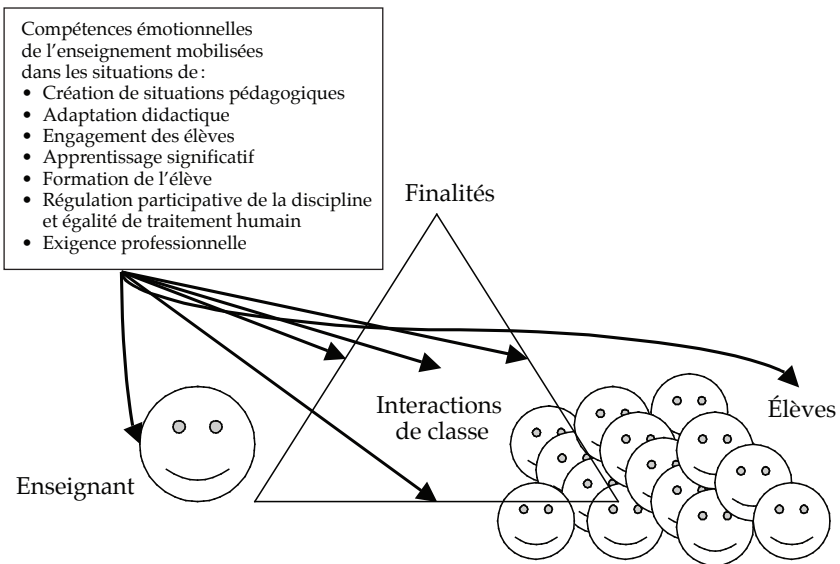 Compétences émotionnelles
de l’enseignement mobilisées
dans les situations de :
• Création de situations pédagogiques
• Adaptation didactique
• Engagement des élèves
• Apprentissage significatif
• Formation de l’élève
• Régulation participative de la discipline
et égalité de traitement humain
• Exigence professionnelle
Finalités
Interactions
de classe
Élèves
Enseignant